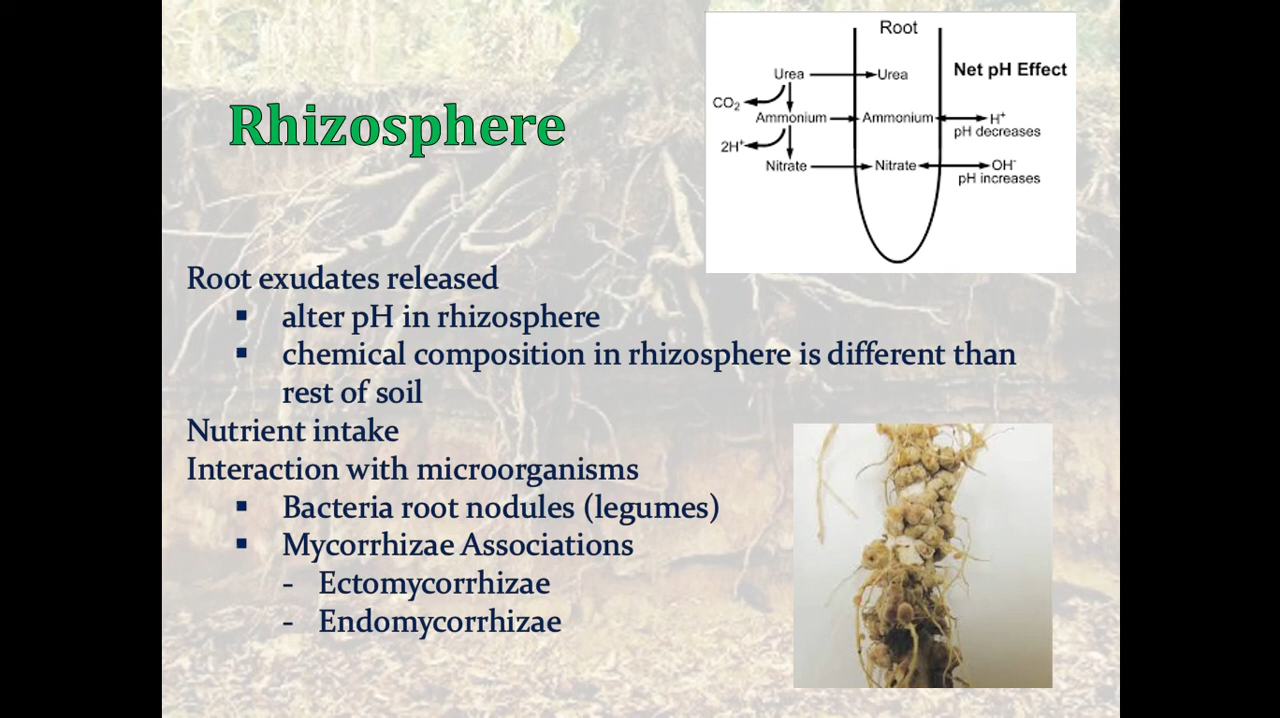 Rhizosphere
Root
Net pH Effect
Urea
Urea
CO₂
Ammonium
Ammonium
H⁺
pH decreases
2H⁺
Nitrate
Nitrate
OH⁻
pH increases
Root exudates released
▪ alter pH in rhizosphere
▪ chemical composition in rhizosphere is different than
rest of soil
Nutrient intake
Interaction with microorganisms
▪ Bacteria root nodules (legumes)
▪ Mycorrhizae Associations
- Ectomycorrhizae
- Endomycorrhizae